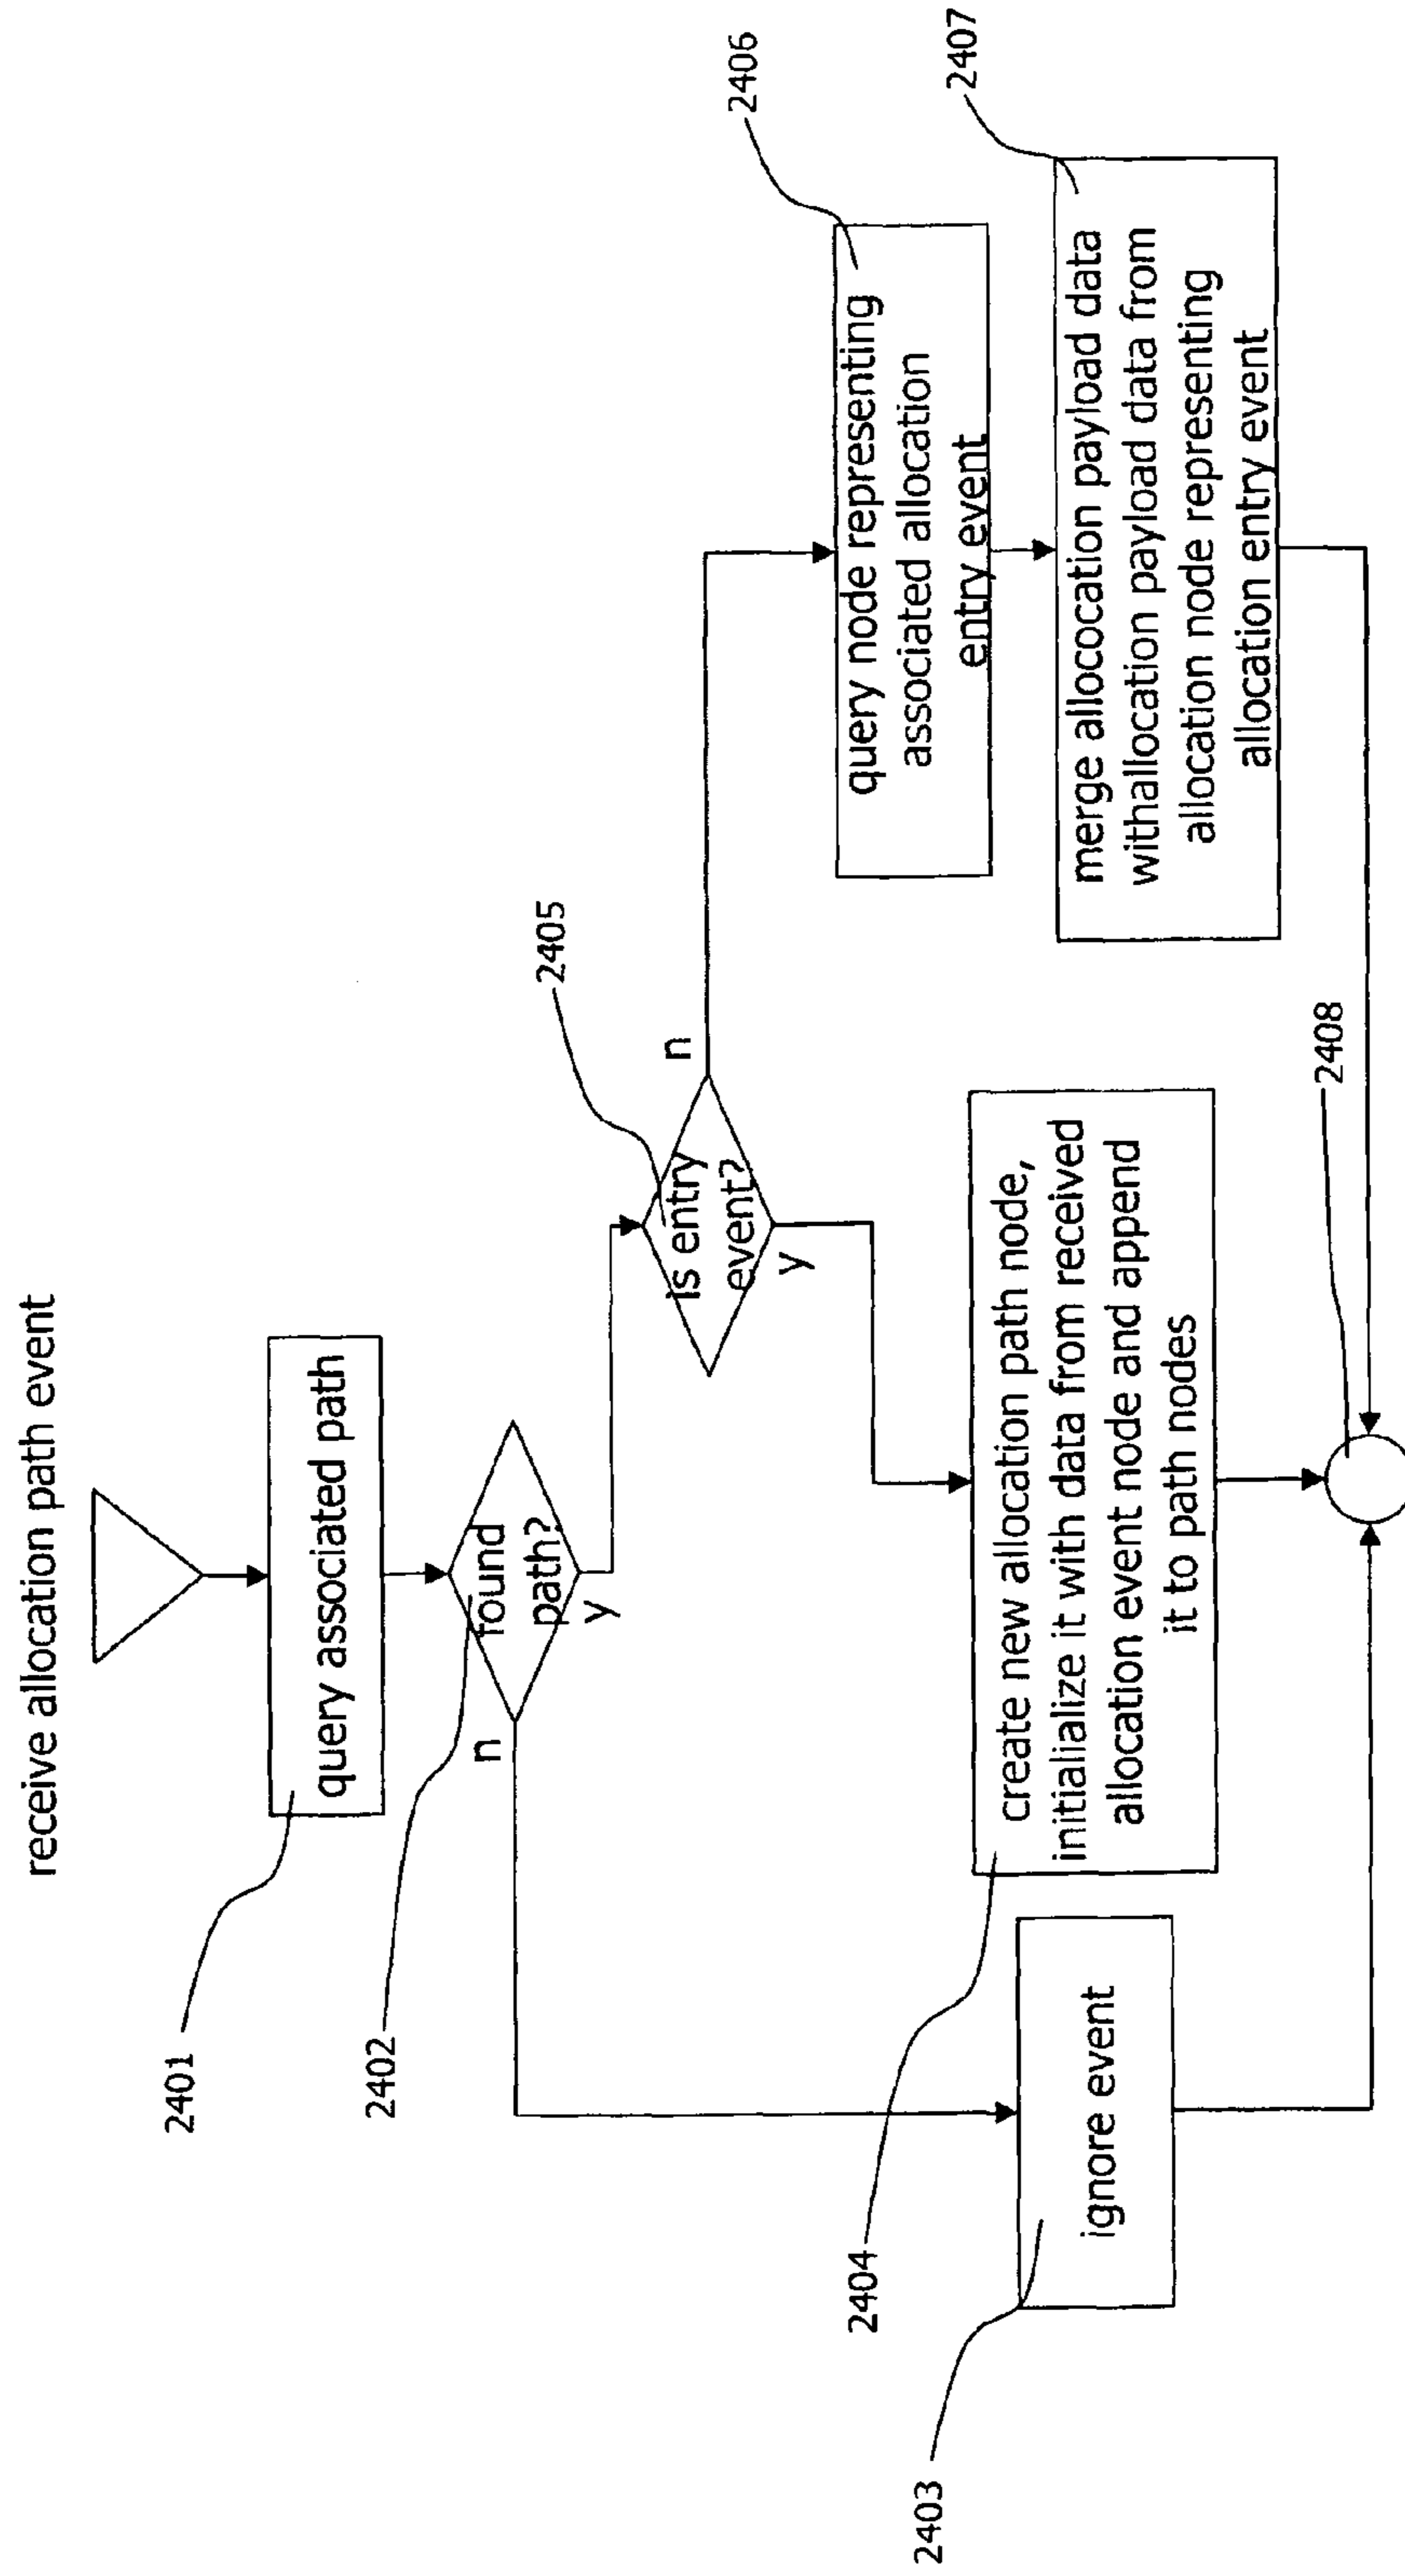 receive allocation path event
2401
query associated path
2402
found
path?
n
y
2405
is entry
event?
n
y
2406
query node representing
associated allocation
entry event
2407
merge allococation payload data
withallocation payload data from
allocation node representing
allocation entry event
2404
create new allocation path node,
initialialize it with data from received
allocation event node and append
it to path nodes
2403
ignore event
2408